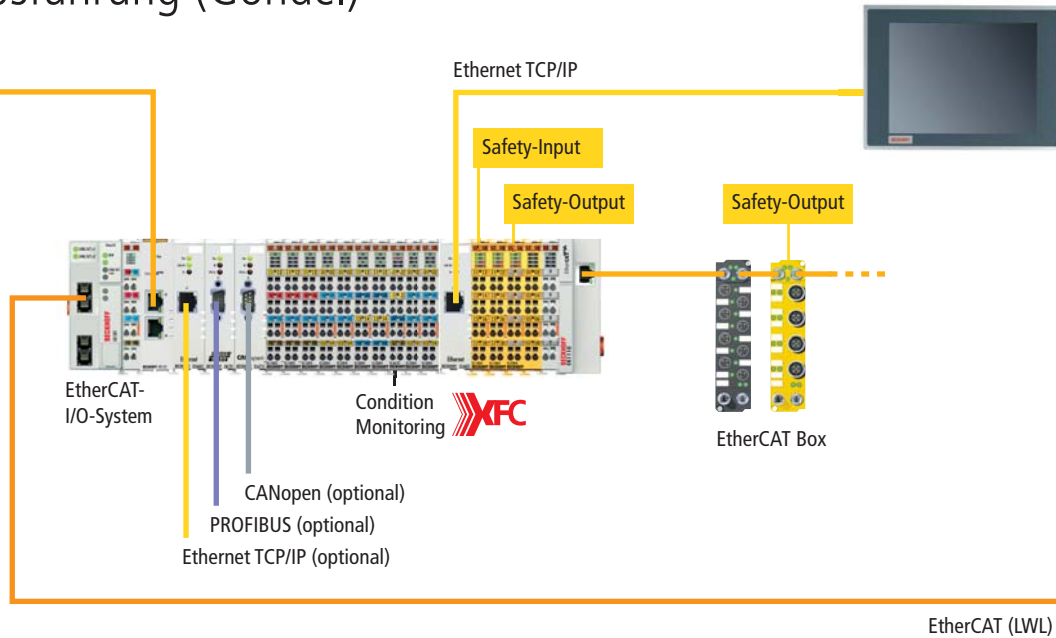 Ethernet TCP/IP
Safety-Input
Safety-Output
Safety-Output
BECKHOFF
EtherCAT-
I/O-System
Condition
Monitoring
XFC
EtherCAT Box
CANopen (optional)
PROFIBUS (optional)
Ethernet TCP/IP (optional)
EtherCAT (LWL)